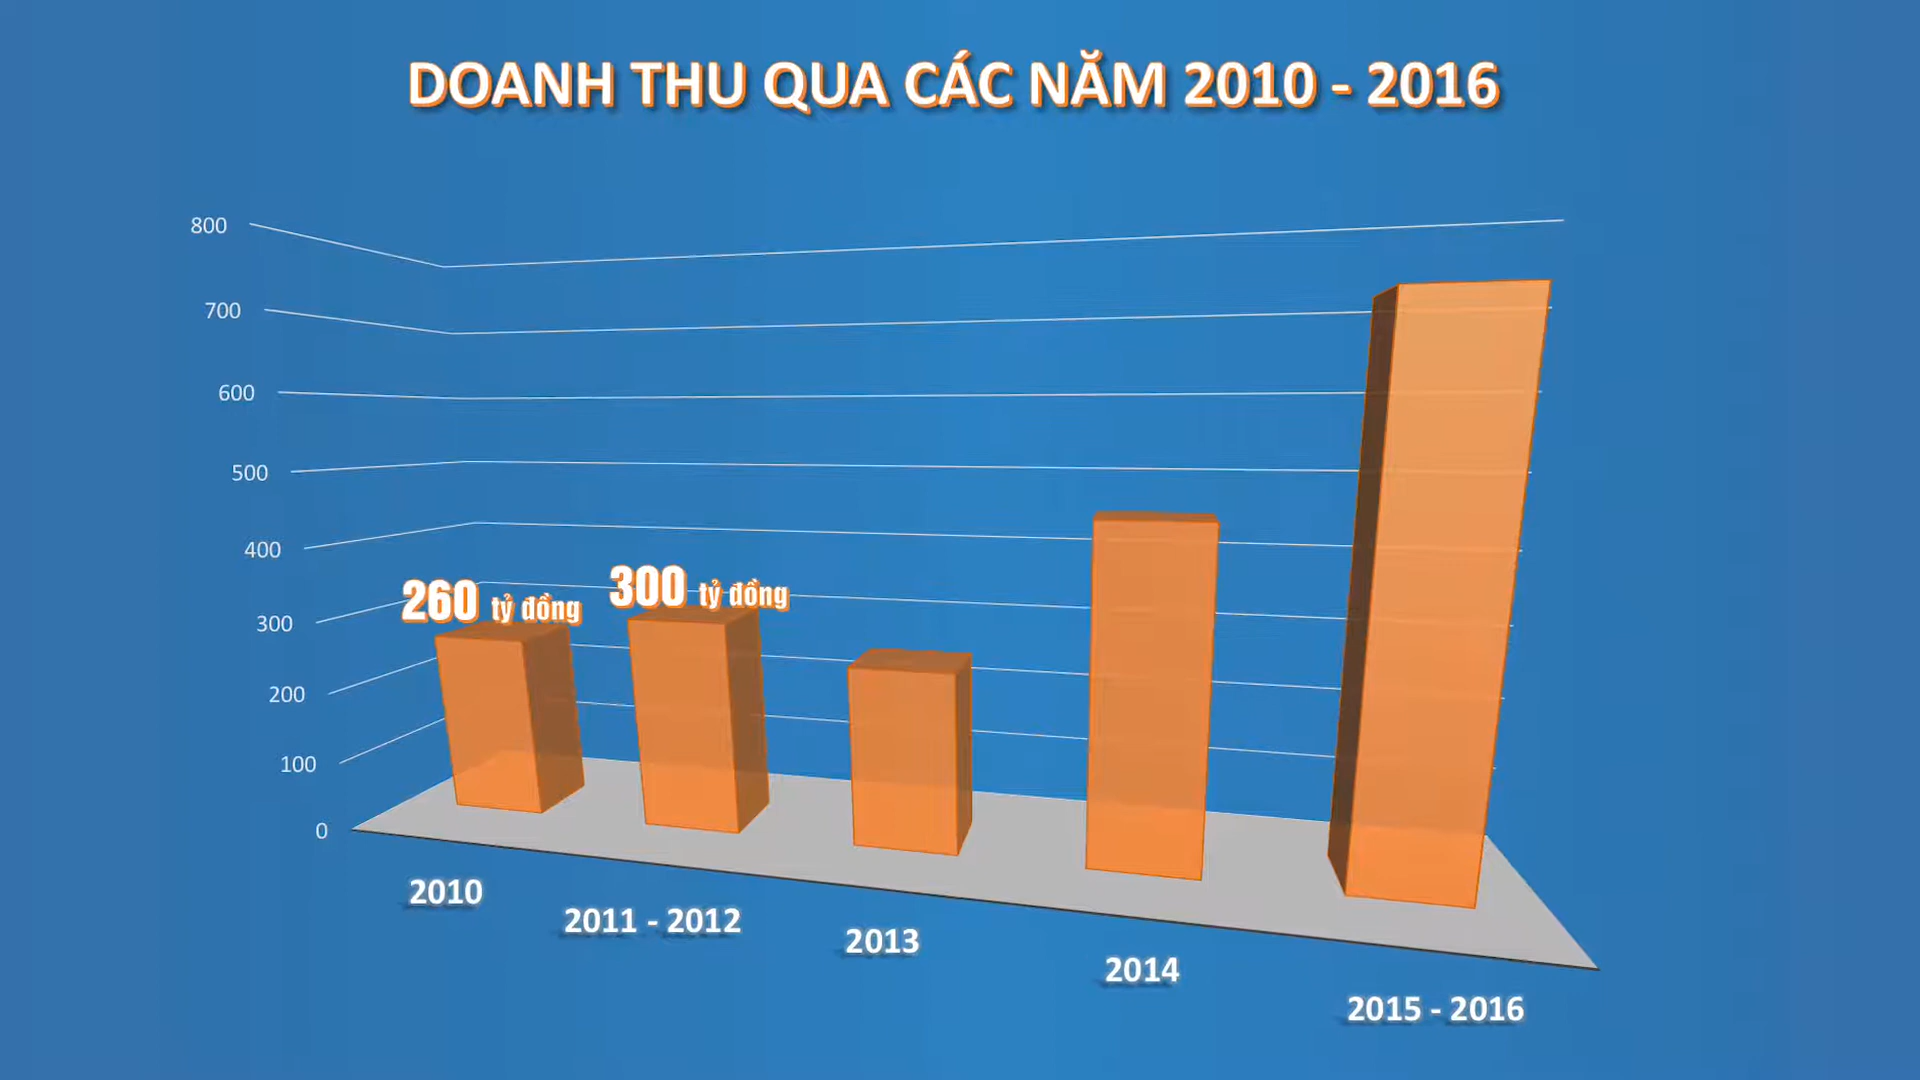 DOANH THU QUA CÁC NĂM 2010 - 2016
800
700
600
500
400
300
200
100
0
260 tỷ đồng
300 tỷ đồng
2010
2011 - 2012
2013
2014
2015 - 2016